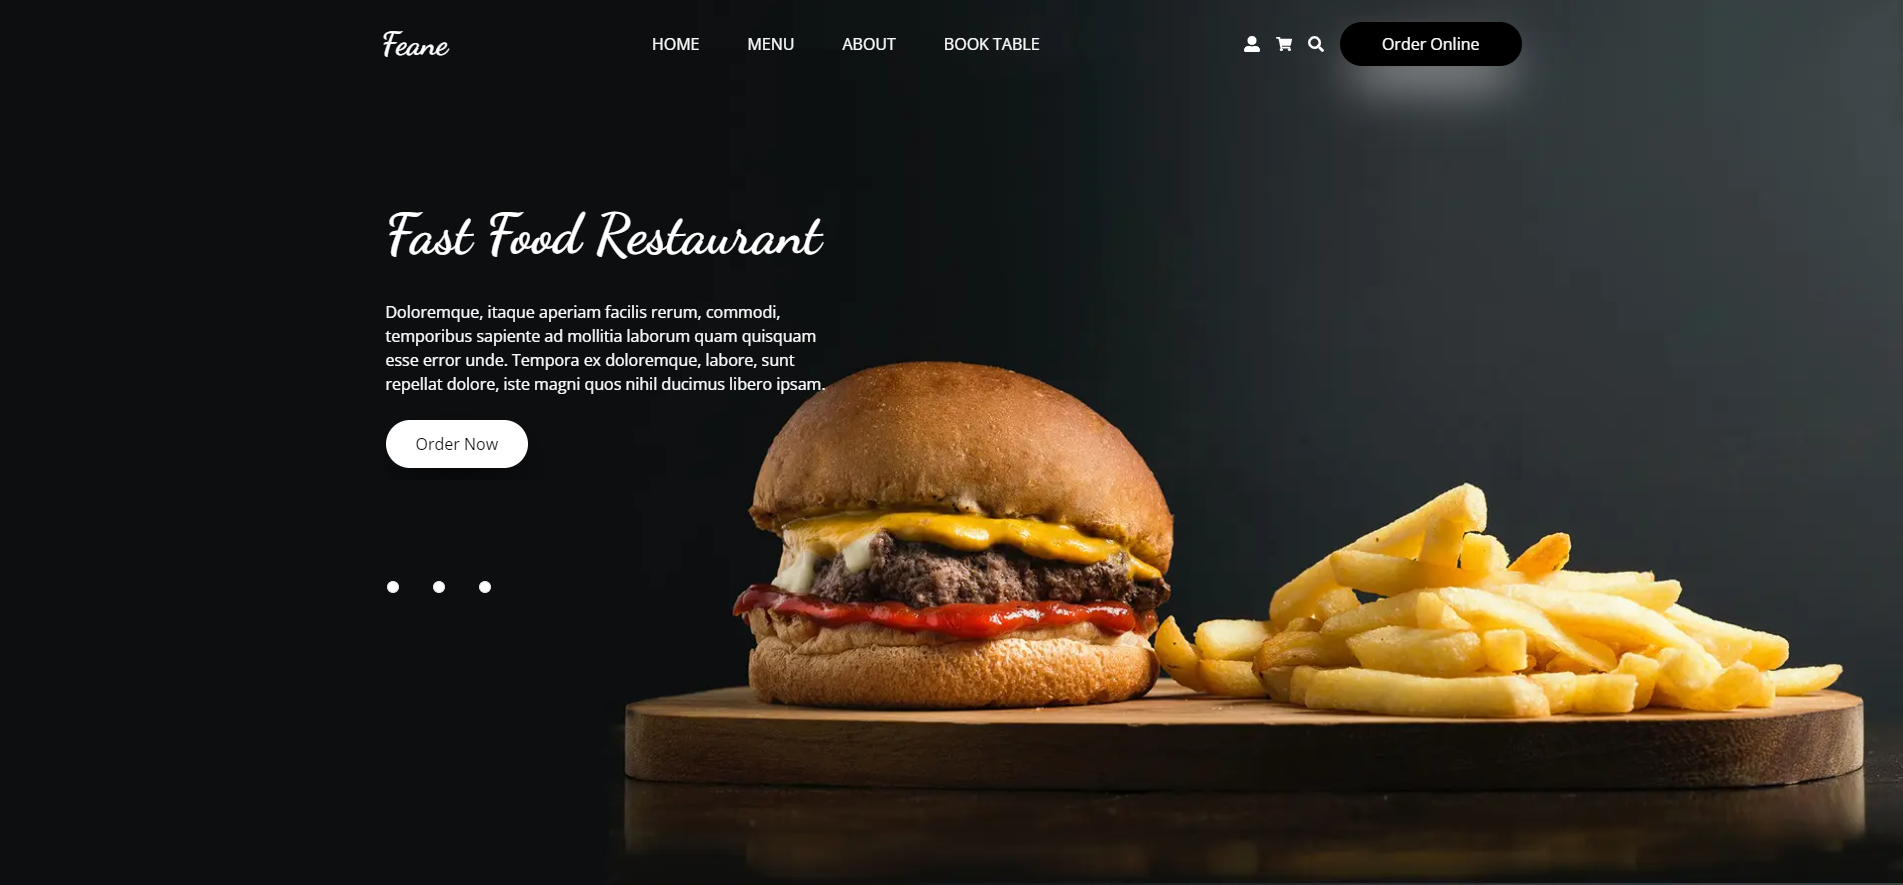 Feane
HOME MENU ABOUT BOOK TABLE
Order Online
Fast Food Restaurant
Doloremque, itaque aperiam facilis rerum, commodi,
temporibus sapiente ad mollitia laborum quam quisquam
esse error unde. Tempora ex doloremque, labore, sunt
repellat dolore, iste magni quos nihil ducimus libero ipsam.
Order Now